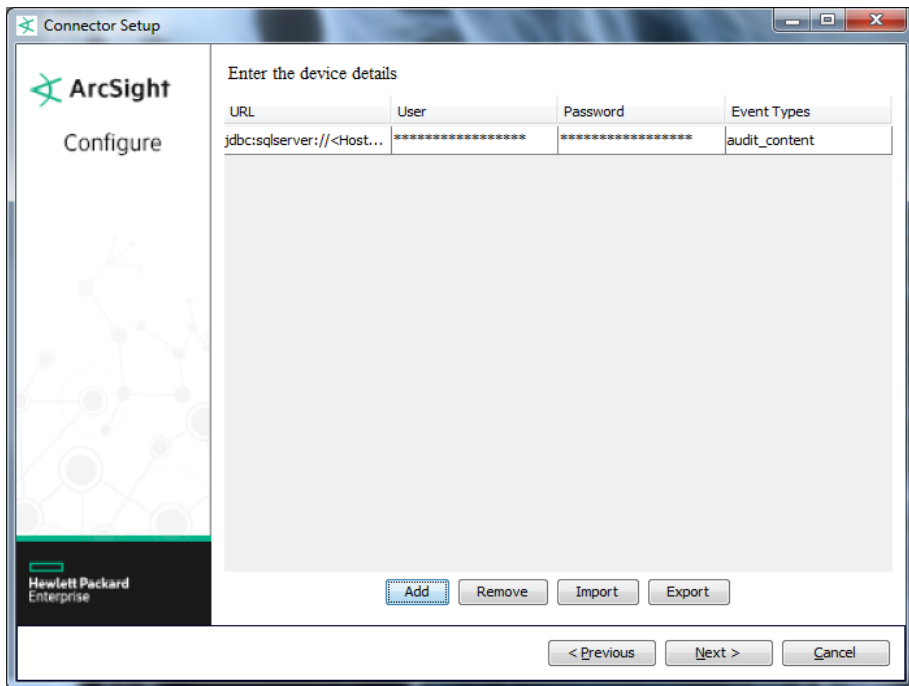 Connector Setup
ArcSight
Configure
Enter the device details
URL User Password Event Types
jdbc:sqlserver://<Host... ***************** ***************** audit_content
Hewlett Packard
Enterprise
Add Remove Import Export
< Previous Next > Cancel